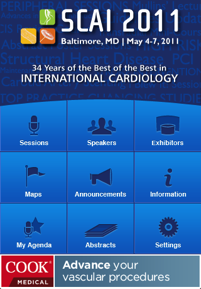 SCAI 2011
Baltimore, MD | May 4-7, 2011
34 Years of the Best of the Best in
INTERNATIONAL CARDIOLOGY
Sessions
Speakers
Exhibitors
Maps
Announcements
Information
My Agenda
Abstracts
Settings
COOK®
MEDICAL
Advance your
vascular procedures